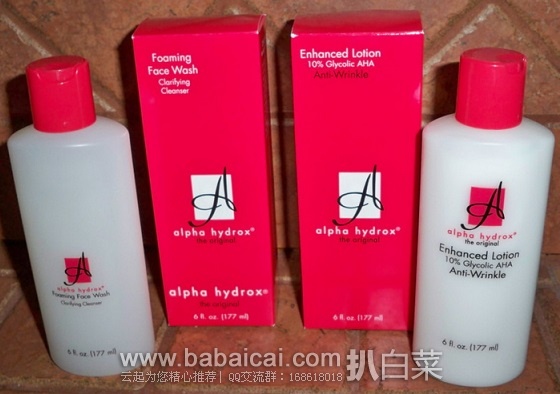 Foaming
Face Wash
Clarifying
Cleanser
A
alpha hydrox®
the original
alpha hydrox®
the original
6 fl. oz. (177 ml)
Enhanced Lotion
10% Glycolic AHA
Anti-Wrinkle
A
alpha hydrox®
the original
6 fl. oz. (177 ml)
A
alpha hydrox®
Foaming Face Wash
Clarifying Cleanser
6 fl. oz. (177 ml)
A
alpha hydrox®
the original
Enhanced Lotion
10% Glycolic AHA
Anti-Wrinkle
6 fl. oz. (177 ml)
www.babaicai.com 扒白菜
云起为您精心推荐| QQ交流群：168618018